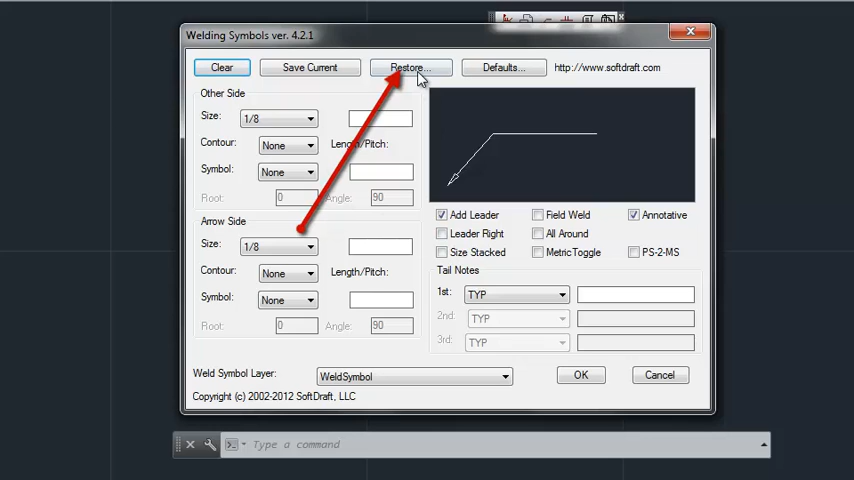 Welding Symbols ver. 4.2.1
Clear Save Current Restore... Defaults... http://www.softdraft.com
Other Side
Size: 1/8
Contour: None Length/Pitch:
Symbol: None
Root: 0 Angle: 90
Arrow Side
Size: 1/8
Contour: None Length/Pitch:
Symbol: None
Root: 0 Angle: 90
Add Leader Field Weld Annotative
Leader Right All Around
Size Stacked MetricToggle PS-2-MS
Tail Notes
1st: TYP
2nd: TYP
3rd: TYP
Weld Symbol Layer: WeldSymbol OK Cancel
Copyright (c) 2002-2012 SoftDraft, LLC
Type a command